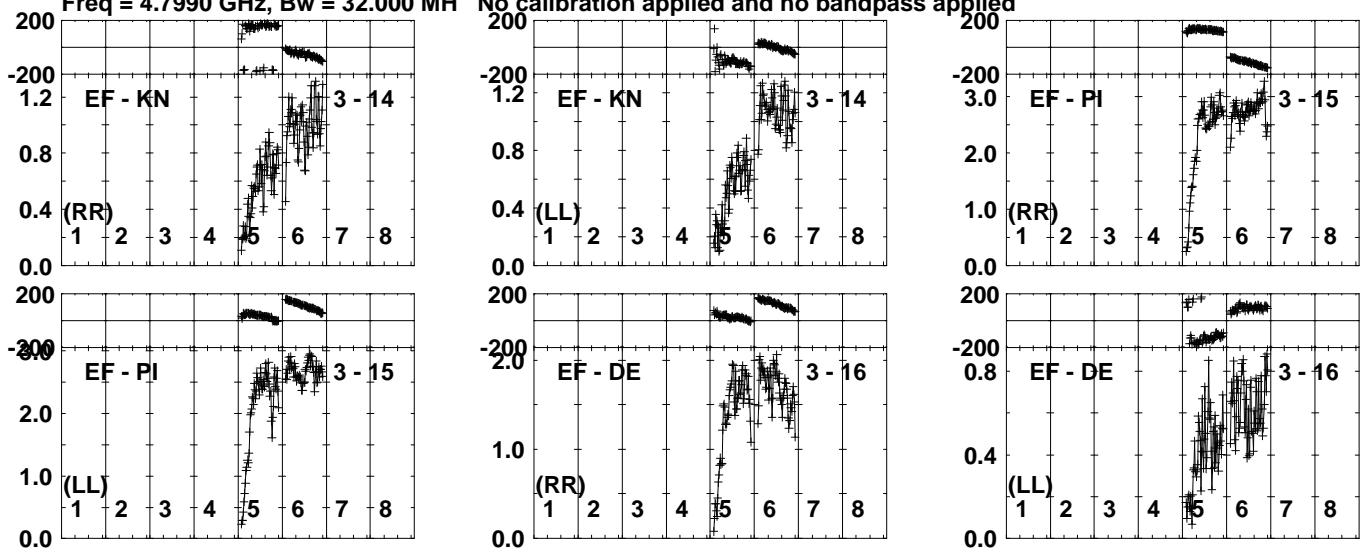 Freq = 4.7990 GHz, Bw = 32.000 MH No calibration applied and no bandpass applied
200
-200
EF - KN 3 - 14
1.2
0.8
0.4
(RR)
1 2 3 4 5 6 7 8
0.0
200
-200
EF - KN 3 - 14
1.2
0.8
0.4
(LL)
1 2 3 4 5 6 7 8
0.0
200
-200
EF - PI 3 - 15
3.0
2.0
1.0
(RR)
1 2 3 4 5 6 7 8
0.0
200
-200
3.0
EF - PI 3 - 15
2.0
1.0
(LL)
1 2 3 4 5 6 7 8
0.0
200
-200
2.0
EF - DE 3 - 16
1.0
(RR)
1 2 3 4 5 6 7 8
0.0
200
-200
EF - DE 3 - 16
0.8
0.4
(LL)
1 2 3 4 5 6 7 8
0.0